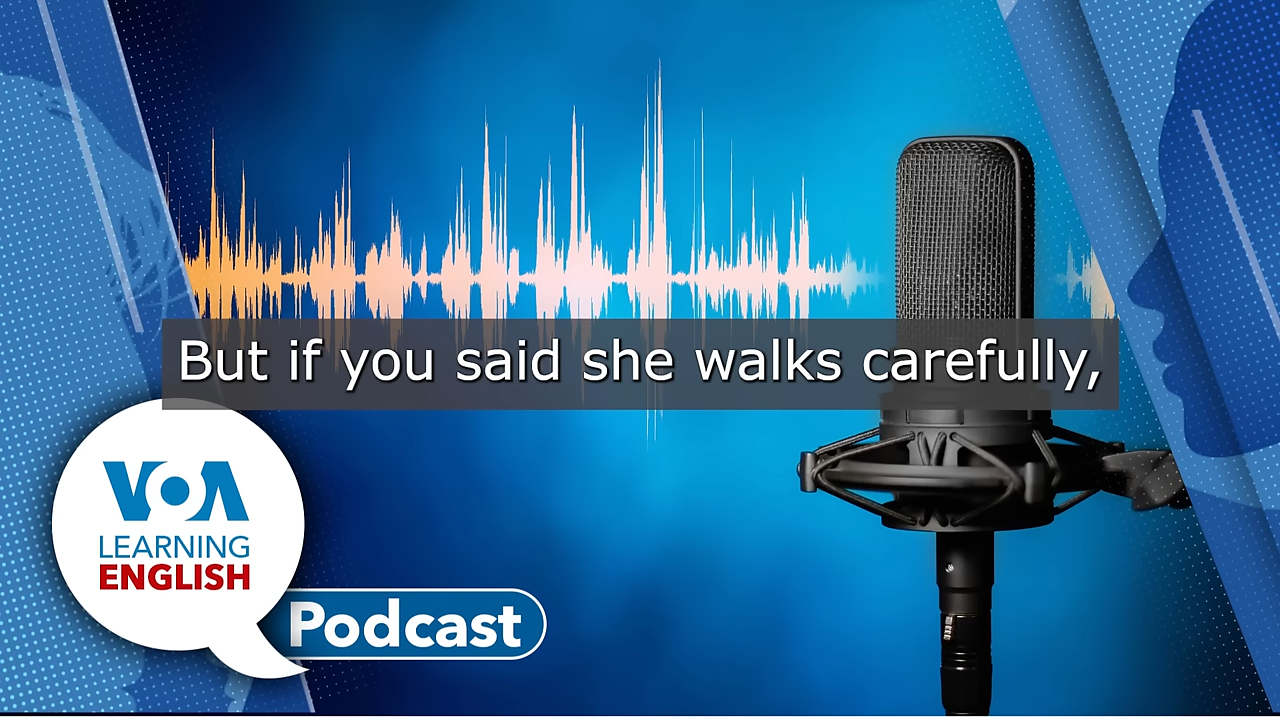 But if you said she walks carefully,
VOA
LEARNING
ENGLISH
Podcast